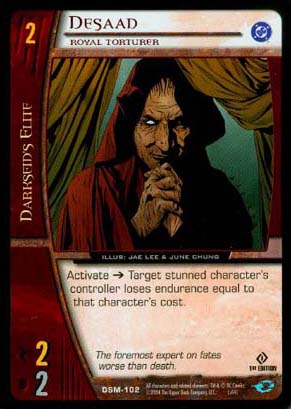 2
DESAAD
ROYAL TORTURER
DC
DARKSEID'S ELITE
ILLUS: JAE LEE & JUNE CHUNG
Activate ➔ Target stunned character's
controller loses endurance equal to
that character's cost.
2
2
The foremost expert on fates
worse than death.
1ST EDITION
DSM-102